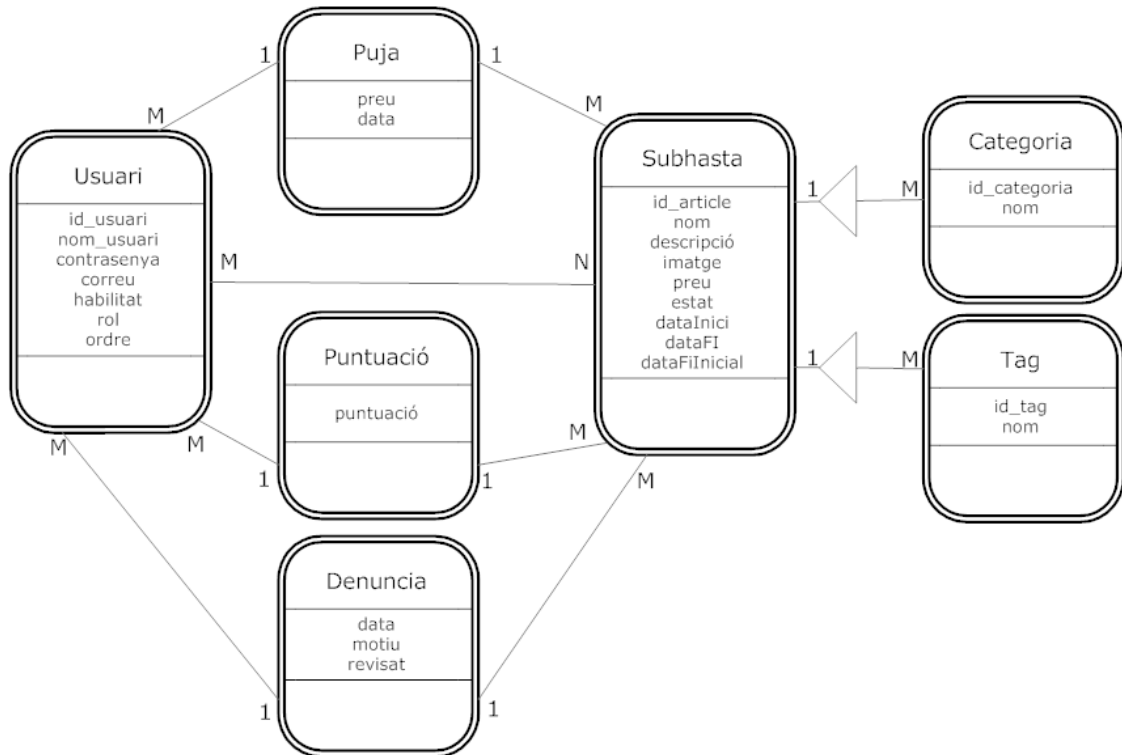 Puja
preu
data
1
1
M
M
Usuari
id_usuari
nom_usuari
contrasenya
correu
habilitat
rol
ordre
M
N
Subhasta
id_article
nom
descripció
imatge
preu
estat
dataInici
dataFI
dataFiInicial
1
M
Categoria
id_categoria
nom
1
M
Tag
id_tag
nom
Puntuació
puntuació
M
1
M
1
Denuncia
data
motiu
revisat
M
1
M
1